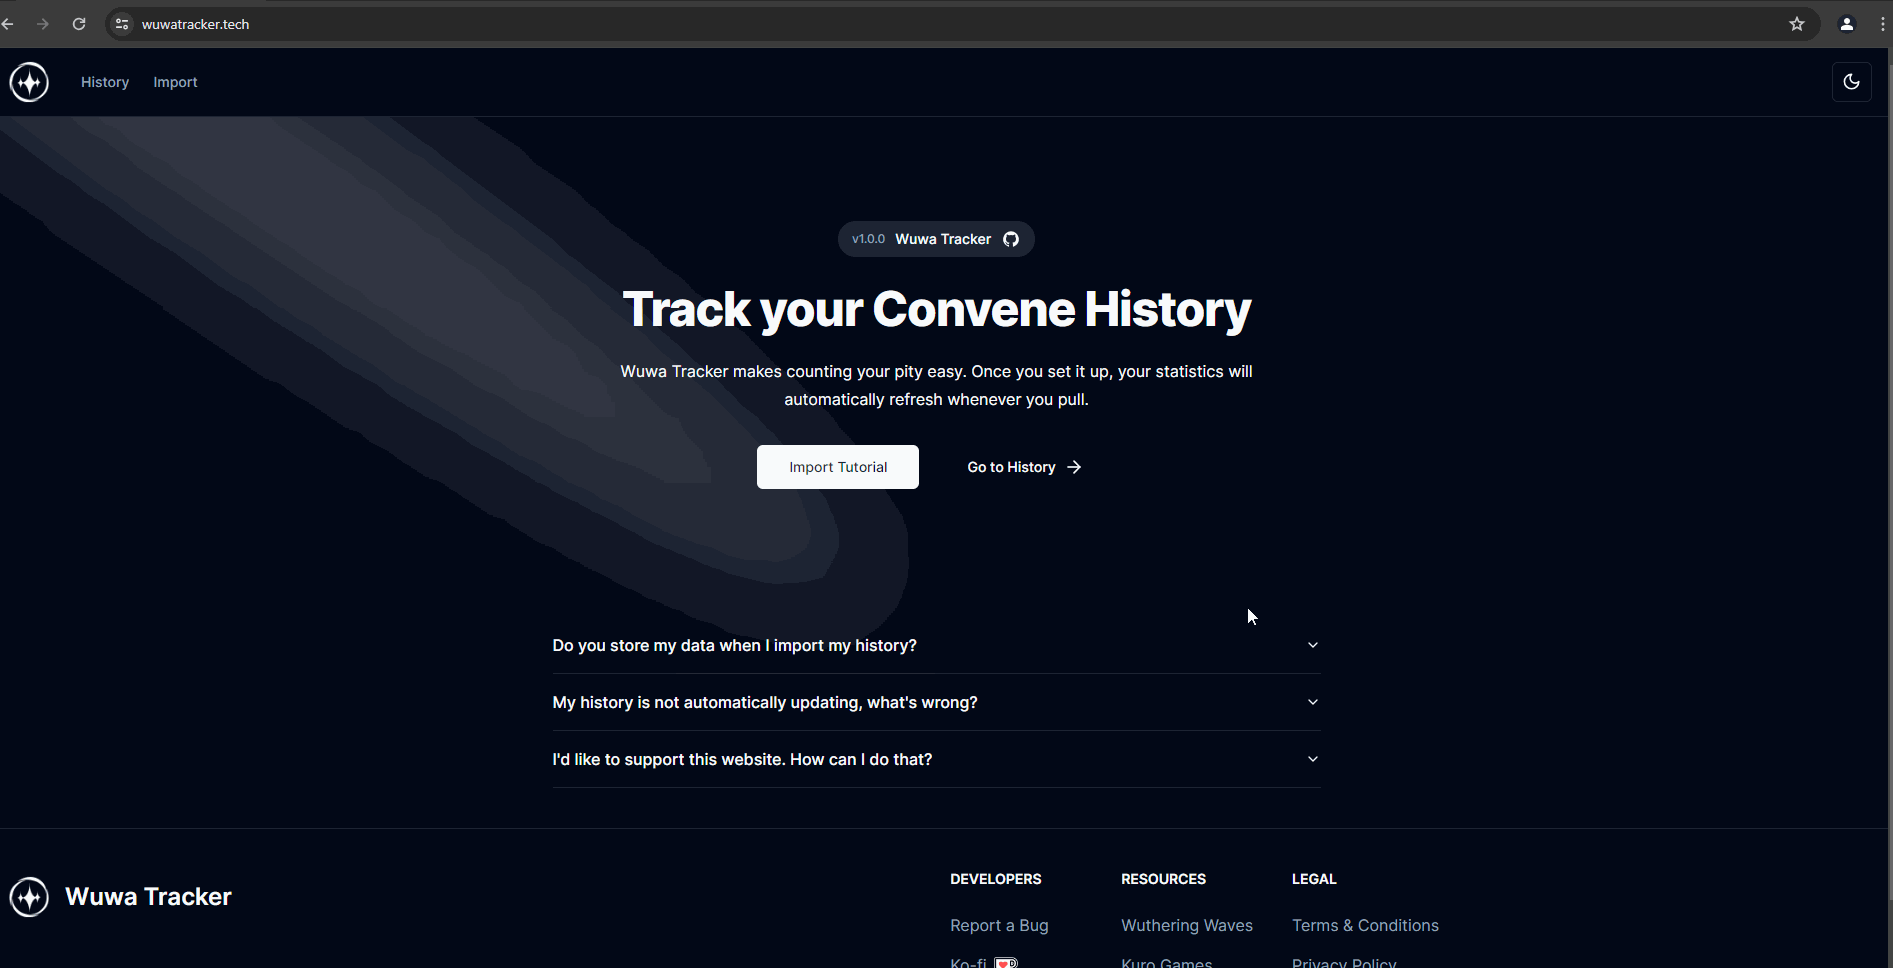 wuwatracker.tech
History
Import
v1.0.0 Wuwa Tracker
Track your Convene History
Wuwa Tracker makes counting your pity easy. Once you set it up, your statistics will
automatically refresh whenever you pull.
Import Tutorial
Go to History
Do you store my data when I import my history?
My history is not automatically updating, what's wrong?
I'd like to support this website. How can I do that?
Wuwa Tracker
DEVELOPERS
Report a Bug
Ko-fi
RESOURCES
Wuthering Waves
Kuro Games
LEGAL
Terms & Conditions
Privacy Policy